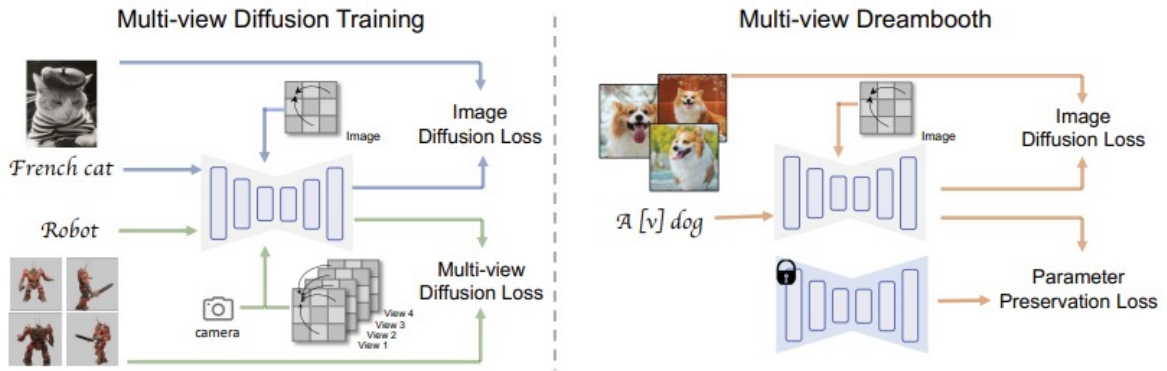 Multi-view Diffusion Training
Image
Image
Diffusion Loss
French cat
Robot
Multi-view
Diffusion Loss
camera
View 4
View 3
View 2
View 1
Multi-view Dreambooth
Image
Image
Diffusion Loss
A [v] dog
Parameter
Preservation Loss